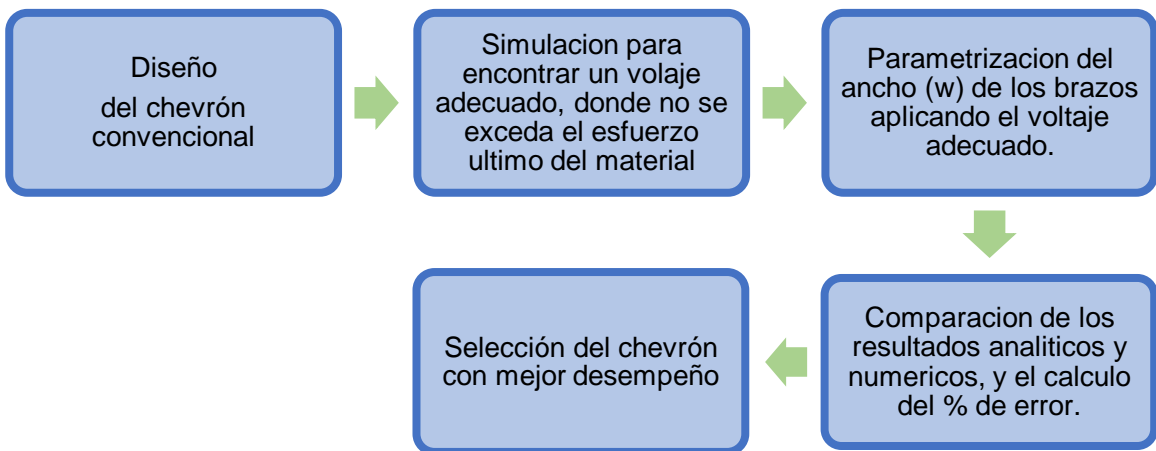 Diseño
del chevrón
convencional
Simulacion para
encontrar un volaje
adecuado, donde no se
exceda el esfuerzo
ultimo del material
Parametrizacion del
ancho (w) de los brazos
aplicando el voltaje
adecuado.
Comparacion de los
resultados analiticos y
numericos, y el calculo
del % de error.
Selección del chevrón
con mejor desempeño